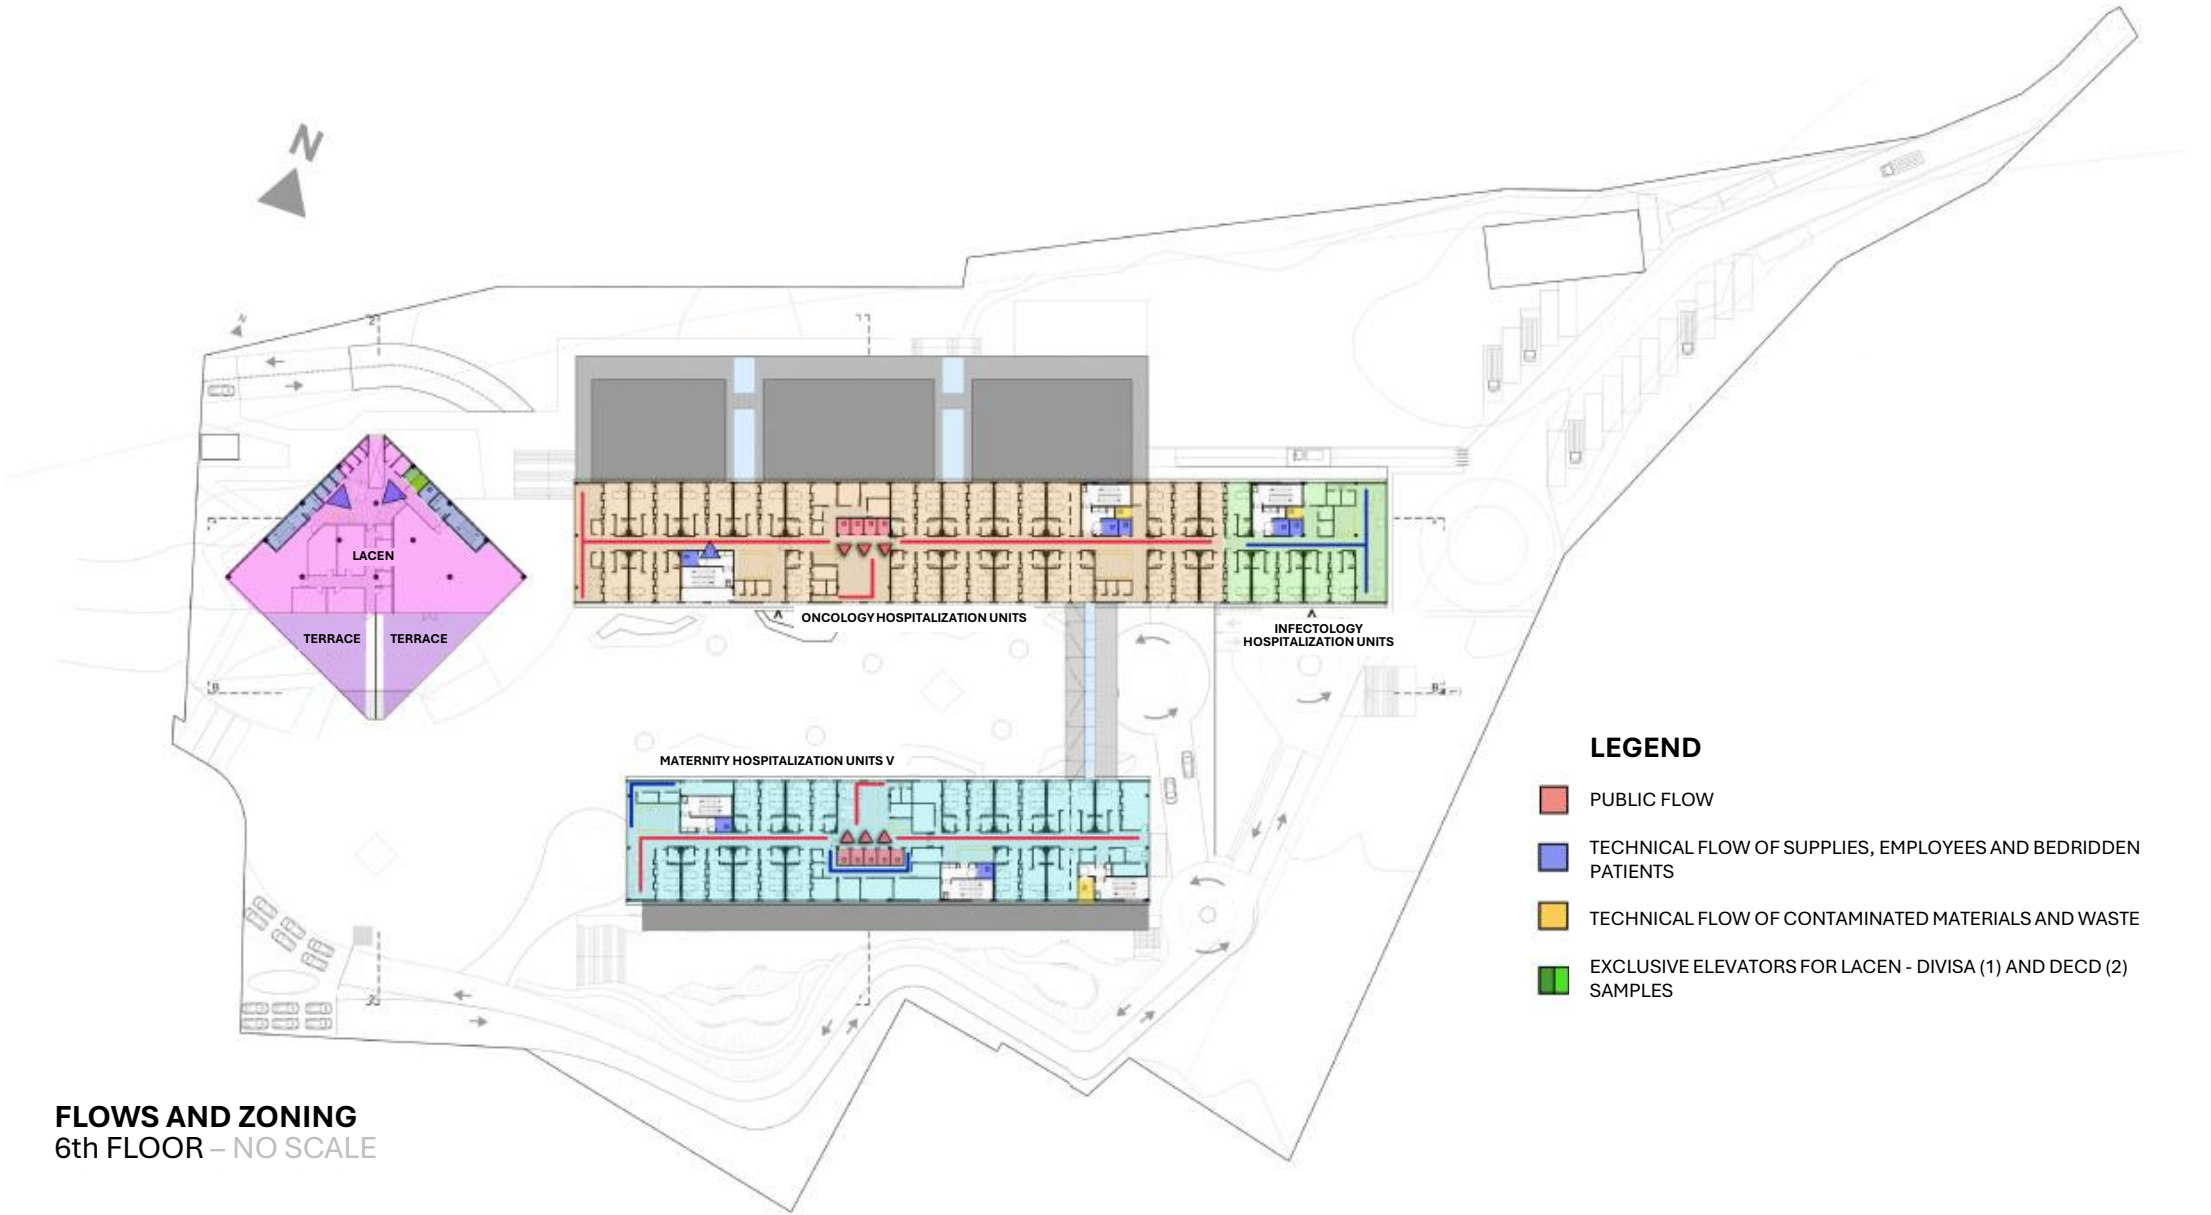 N
N
2
1
LACEN
TERRACE
TERRACE
ONCOLOGY HOSPITALIZATION UNITS
INFECTOLOGY
HOSPITALIZATION UNITS
B
B
MATERNITY HOSPITALIZATION UNITS V
LEGEND
PUBLIC FLOW
TECHNICAL FLOW OF SUPPLIES, EMPLOYEES AND BEDRIDDEN
PATIENTS
TECHNICAL FLOW OF CONTAMINATED MATERIALS AND WASTE
EXCLUSIVE ELEVATORS FOR LACEN - DIVISA (1) AND DECD (2)
SAMPLES
FLOWS AND ZONING
6th FLOOR – NO SCALE